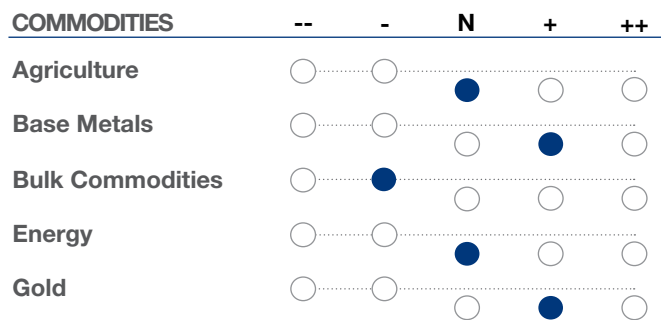 COMMODITIES -- - N + ++
Agriculture
Base Metals
Bulk Commodities
Energy
Gold